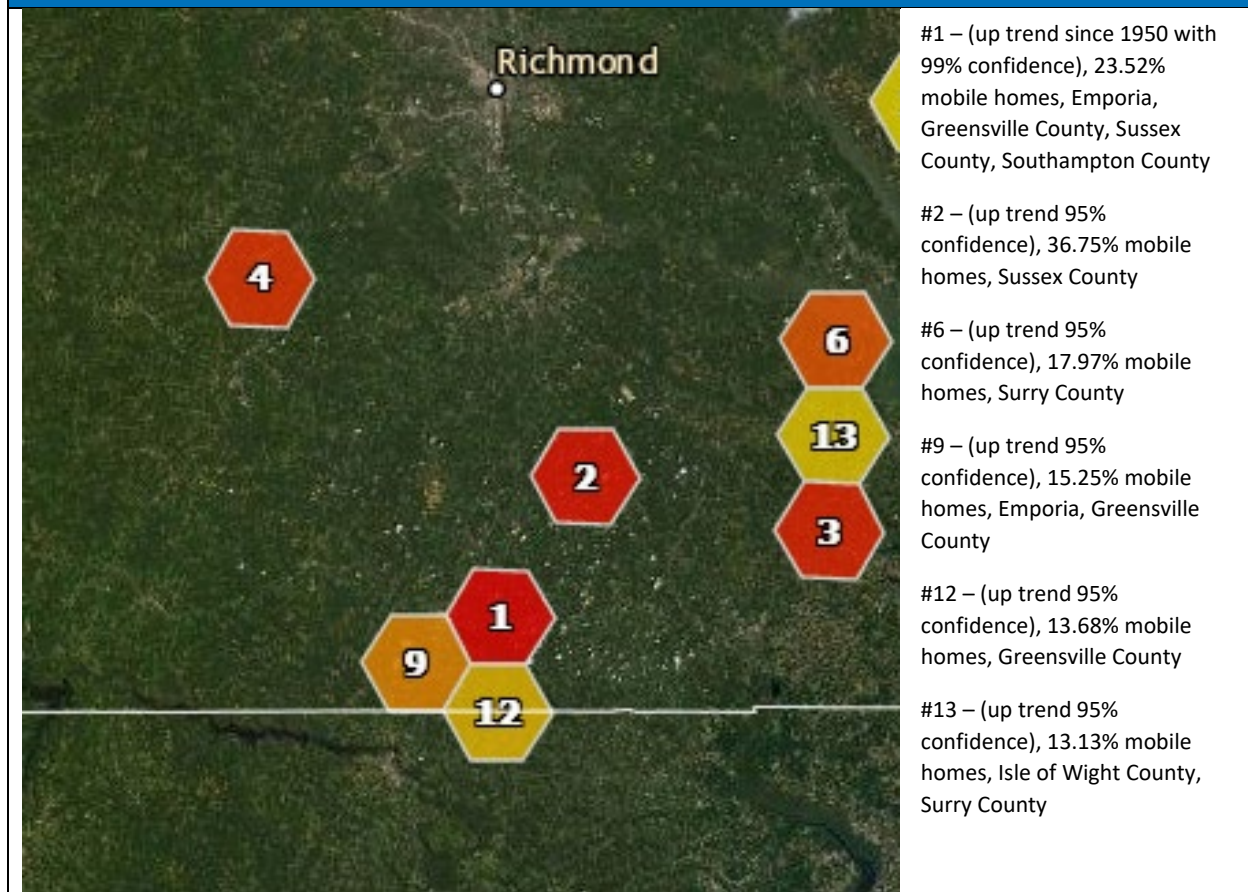 Richmond
4
6
13
2
3
1
9
12
#1 – (up trend since 1950 with
99% confidence), 23.52%
mobile homes, Emporia,
Greensville County, Sussex
County, Southampton County
#2 – (up trend 95%
confidence), 36.75% mobile
homes, Sussex County
#6 – (up trend 95%
confidence), 17.97% mobile
homes, Surry County
#9 – (up trend 95%
confidence), 15.25% mobile
homes, Emporia, Greensville
County
#12 – (up trend 95%
confidence), 13.68% mobile
homes, Greensville County
#13 – (up trend 95%
confidence), 13.13% mobile
homes, Isle of Wight County,
Surry County